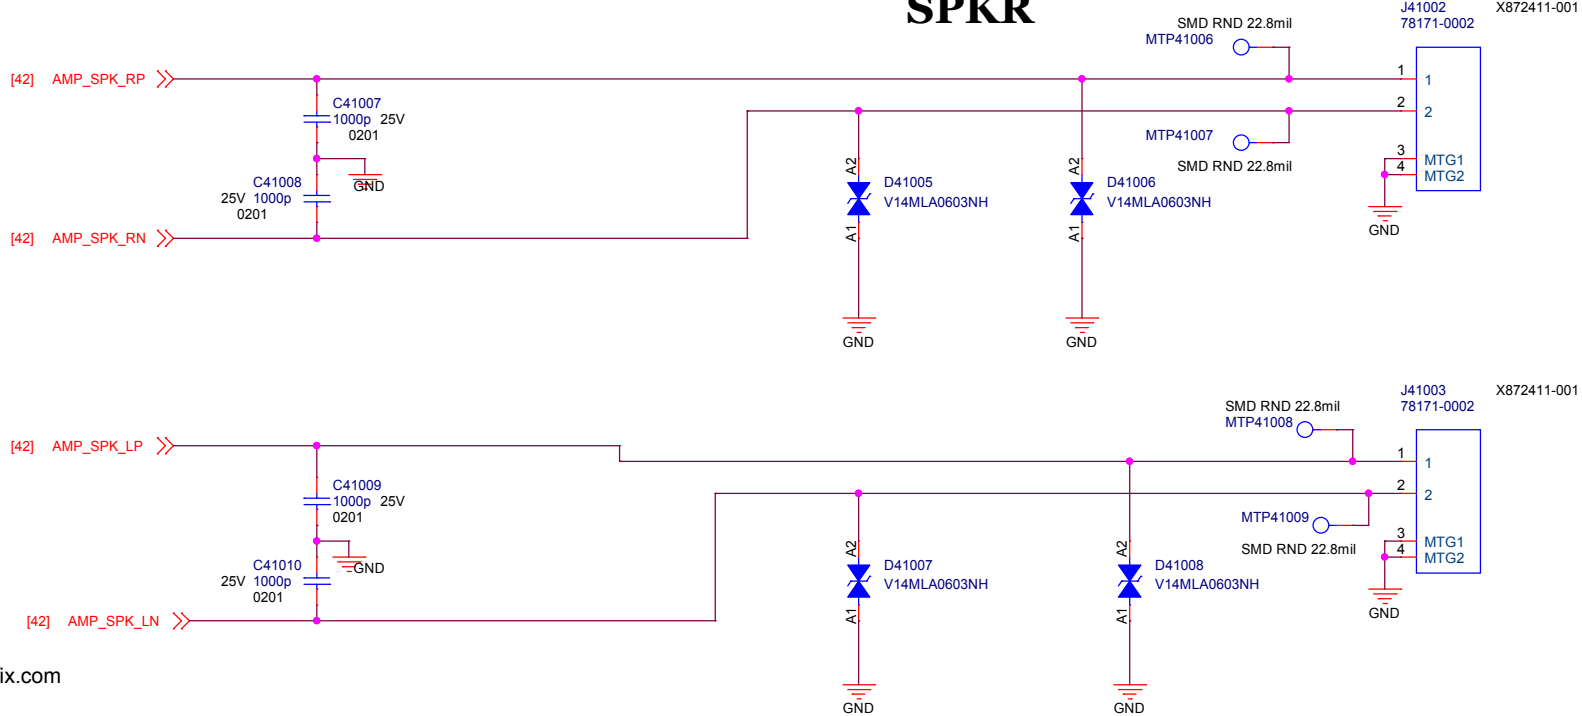 SPKR
J41002 X872411-001
78171-0002
SMD RND 22.8mil
MTP41006
[42] AMP_SPK_RP
1 1
C41007
1000p 25V
0201
2 2
MTP41007
SMD RND 22.8mil
3 MTG1
4 MTG2
GND
GND
C41008
25V 1000p
0201
A2 D41005
V14MLA0603NH
A1
A2 D41006
V14MLA0603NH
A1
[42] AMP_SPK_RN
GND
GND
J41003 X872411-001
78171-0002
SMD RND 22.8mil
MTP41008
[42] AMP_SPK_LP
1 1
C41009
1000p 25V
0201
2 2
MTP41009
SMD RND 22.8mil
3 MTG1
4 MTG2
GND
GND
C41010
25V 1000p
0201
A2 D41007
V14MLA0603NH
A1
A2 D41008
V14MLA0603NH
A1
[42] AMP_SPK_LN
GND
GND
ix.com